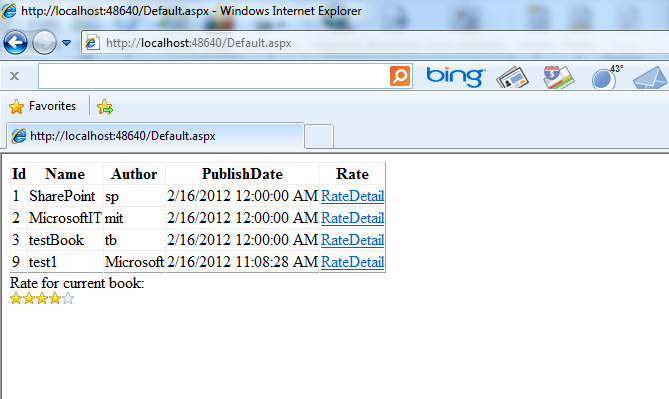 http://localhost:48640/Default.aspx - Windows Internet Explorer
http://localhost:48640/Default.aspx
x bing 43°
Favorites
http://localhost:48640/Default.aspx
Id Name Author PublishDate Rate
1 SharePoint sp 2/16/2012 12:00:00 AM RateDetail
2 MicrosoftIT mit 2/16/2012 12:00:00 AM RateDetail
3 testBook tb 2/16/2012 12:00:00 AM RateDetail
9 test1 Microsoft 2/16/2012 11:08:28 AM RateDetail
Rate for current book: